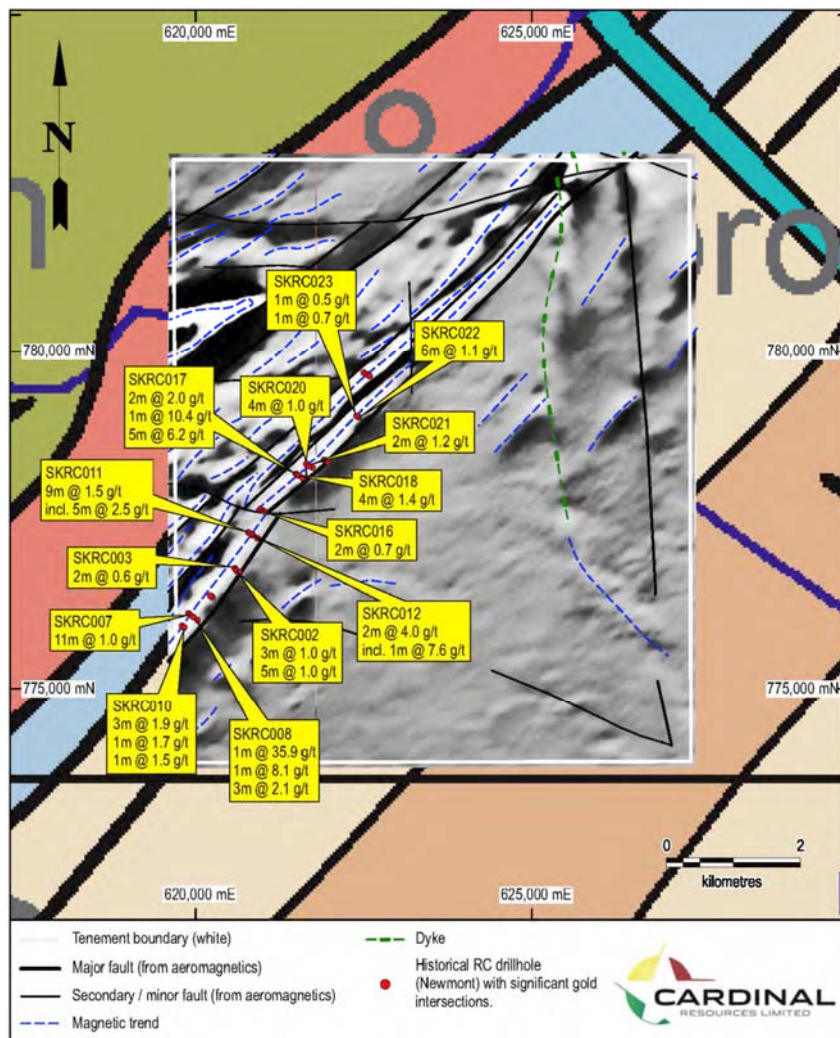 620,000 mE
625,000 mE
N
o
n
oro
SKRC023
1m @ 0.5 g/t
1m @ 0.7 g/t
780,000 mN
780,000 mN
SKRC022
6m @ 1.1 g/t
SKRC017
2m @ 2.0 g/t
1m @ 10.4 g/t
5m @ 6.2 g/t
SKRC020
4m @ 1.0 g/t
SKRC021
2m @ 1.2 g/t
SKRC011
9m @ 1.5 g/t
incl. 5m @ 2.5 g/t
SKRC018
4m @ 1.4 g/t
SKRC016
2m @ 0.7 g/t
SKRC003
2m @ 0.6 g/t
SKRC012
2m @ 4.0 g/t
incl. 1m @ 7.6 g/t
SKRC007
11m @ 1.0 g/t
SKRC002
3m @ 1.0 g/t
5m @ 1.0 g/t
775,000 mN
775,000 mN
SKRC010
3m @ 1.9 g/t
1m @ 1.7 g/t
1m @ 1.5 g/t
SKRC008
1m @ 35.9 g/t
1m @ 8.1 g/t
3m @ 2.1 g/t
0
2
kilometres
620,000 mE
625,000 mE
Tenement boundary (white)
Major fault (from aeromagnetics)
Secondary / minor fault (from aeromagnetics)
Magnetic trend
Dyke
Historical RC drillhole
(Newmont) with significant gold
intersections.
CARDINAL
RESOURCES LIMITED